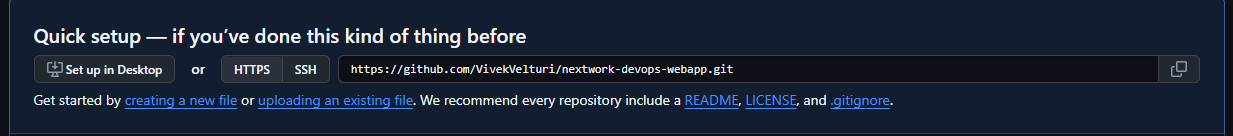 Quick setup — if you’ve done this kind of thing before
Set up in Desktop or HTTPS SSH https://github.com/VivekVelturi/nextwork-devops-webapp.git
Get started by creating a new file or uploading an existing file. We recommend every repository include a README, LICENSE, and .gitignore.